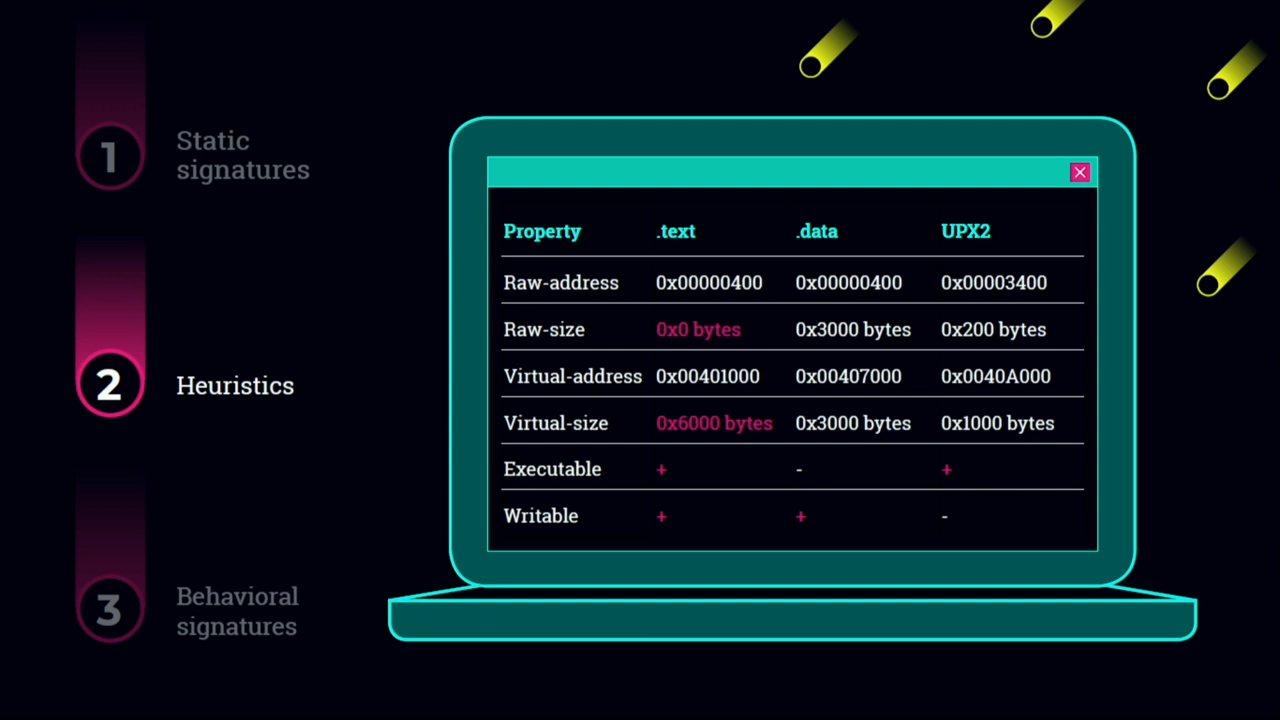 1
Static
signatures
2
Heuristics
3
Behavioral
signatures
Property .text .data UPX2
Raw-address 0x00000400 0x00000400 0x00003400
Raw-size 0x0 bytes 0x3000 bytes 0x200 bytes
Virtual-address 0x00401000 0x00407000 0x0040A000
Virtual-size 0x6000 bytes 0x3000 bytes 0x1000 bytes
Executable + - +
Writable + + -